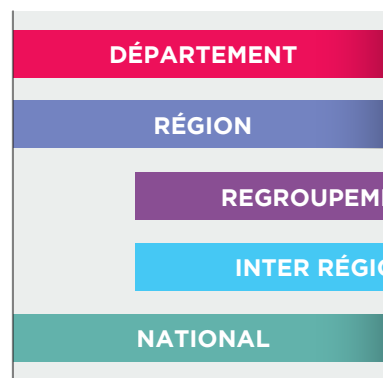 DÉPARTEMENT
RÉGION
REGROUPEM
INTER RÉGIO
NATIONAL